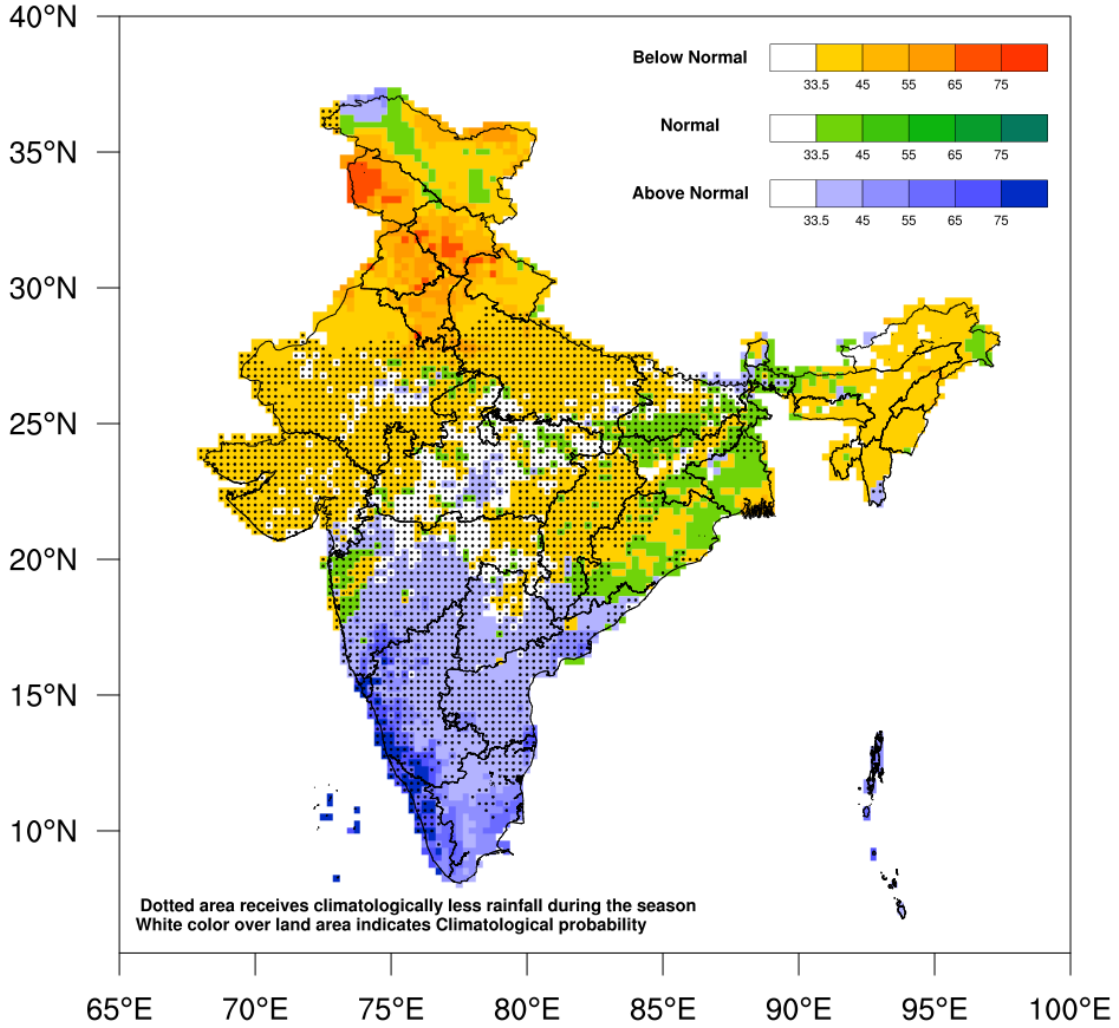 40°N
Below Normal
33.5 45 55 65 75
Normal
33.5 45 55 65 75
35°N
Above Normal
33.5 45 55 65 75
30°N
25°N
20°N
15°N
10°N
Dotted area receives climatologically less rainfall during the season
White color over land area indicates Climatological probability
65°E 70°E 75°E 80°E 85°E 90°E 95°E 100°E